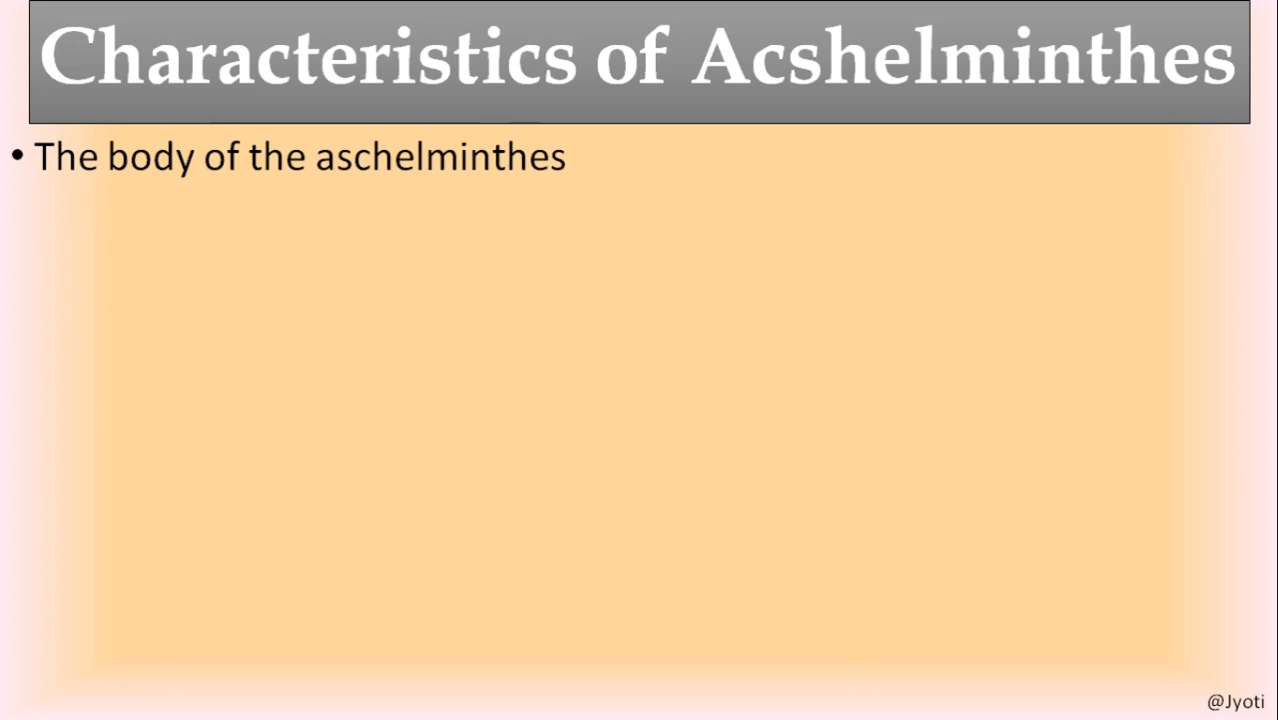 Characteristics of Acshelminthes
• The body of the aschelminthes
@Jyoti